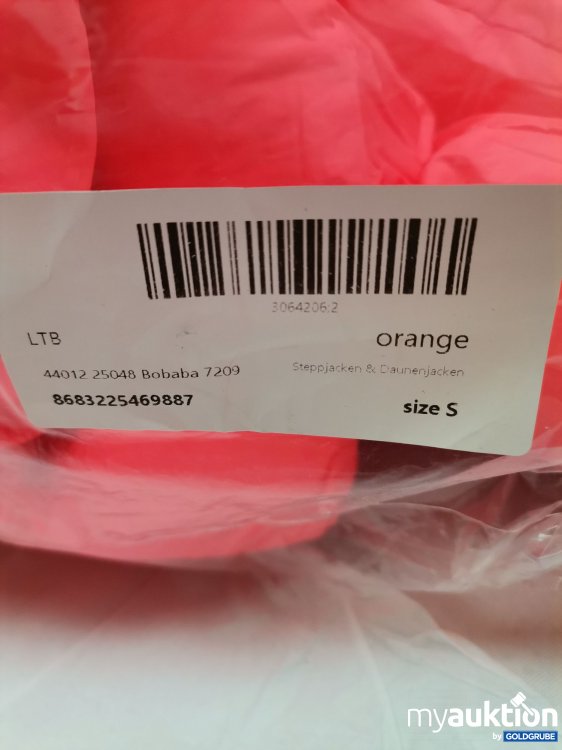 3064206:2
LTB
orange
44012 25048 Bobaba 7209
Steppjacken & Daunenjacken
8683225469887
size S
myauktion
by GOLDGRUBE